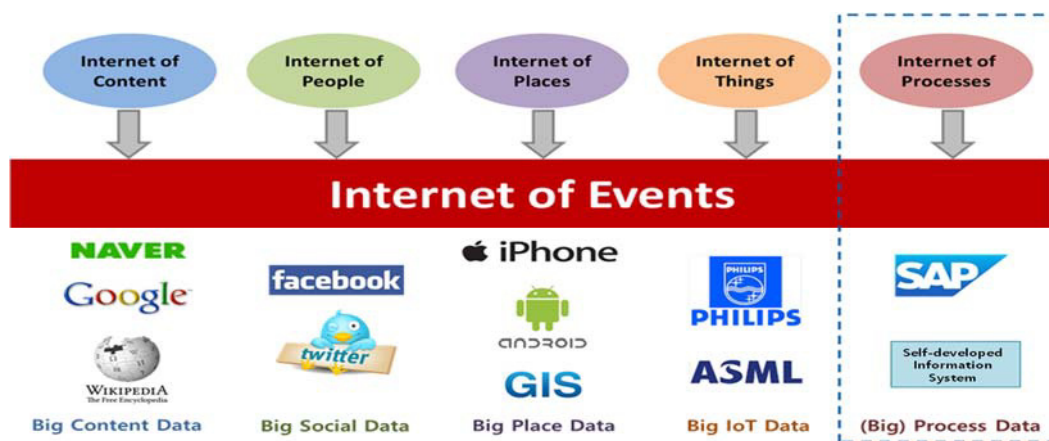 Internet of
Content
Internet of
People
Internet of
Places
Internet of
Things
Internet of
Processes
Internet of Events
NAVER
Google
WIKIPEDIA
The Free Encyclopedia
Big Content Data
facebook
twitter
Big Social Data
iPhone
ANDROID
GIS
Big Place Data
PHILIPS
PHILIPS
ASML
Big IoT Data
SAP
Self-developed
Information
System
(Big) Process Data